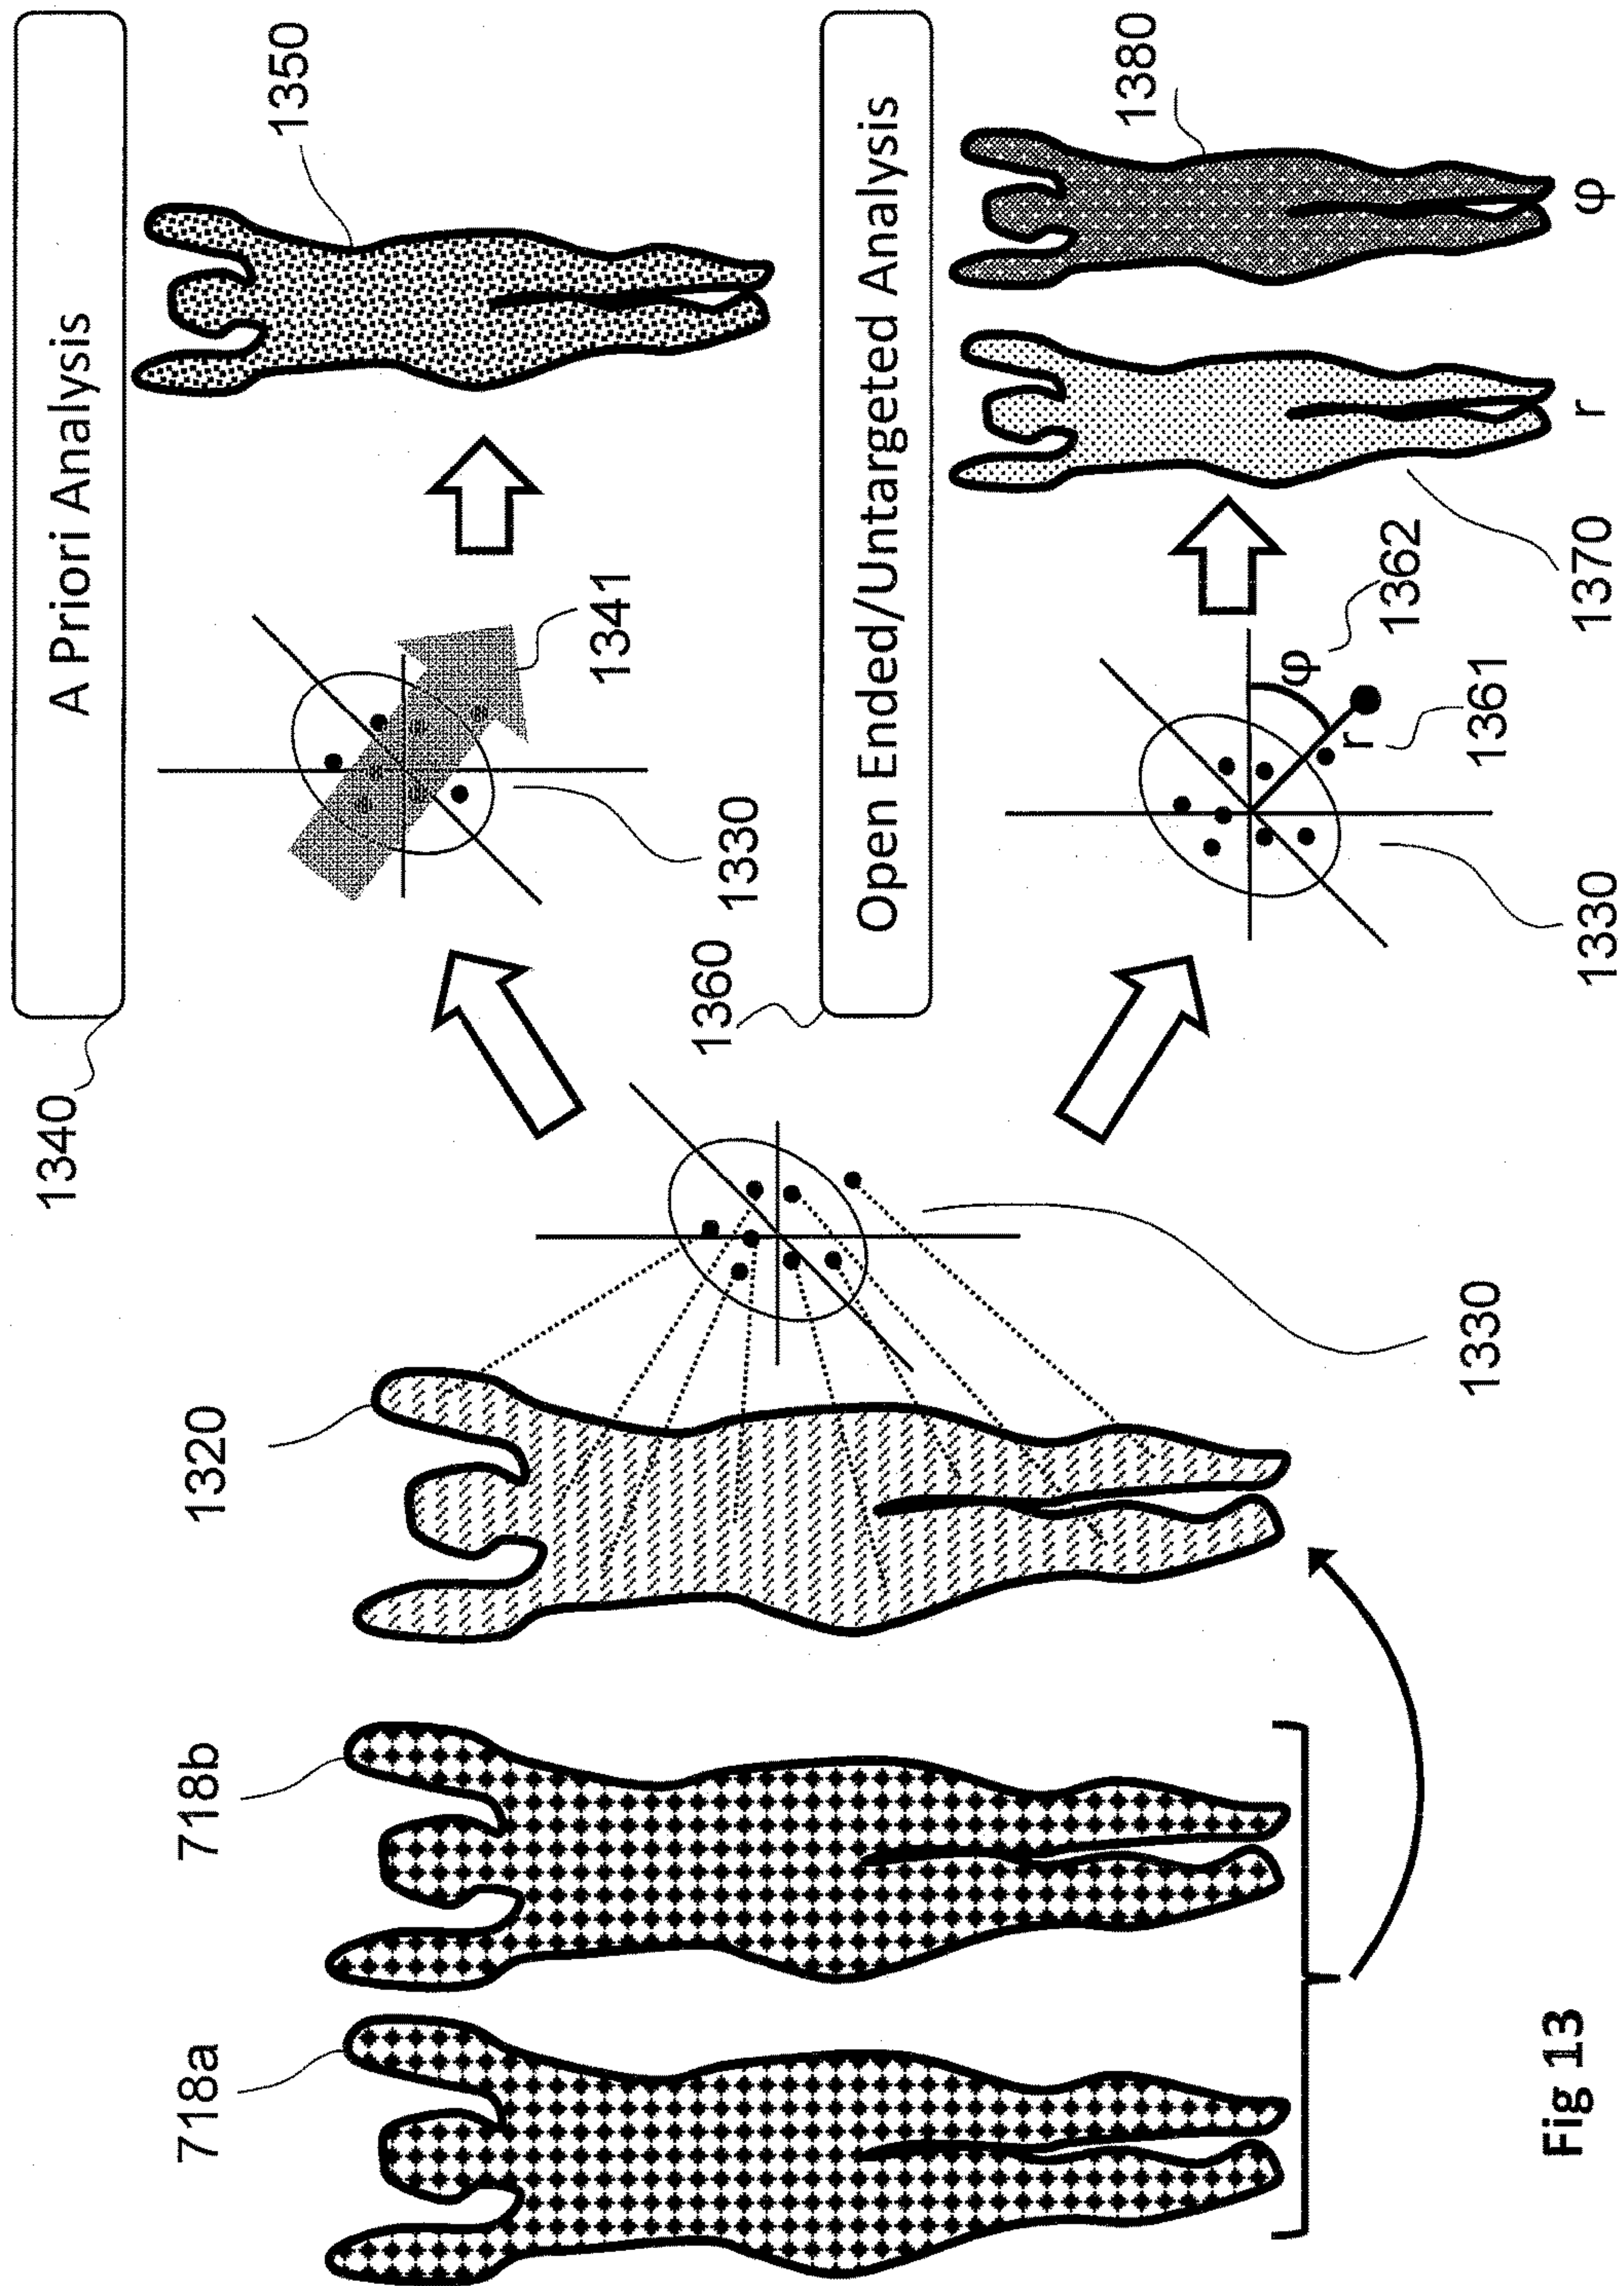 1340
A Priori Analysis
718a
718b
1320
1350
1341
1330
1360
Open Ended/Untargeted Analysis
1330
φ
r
1362
1361
1330
1380
1370
r
φ
Fig 13